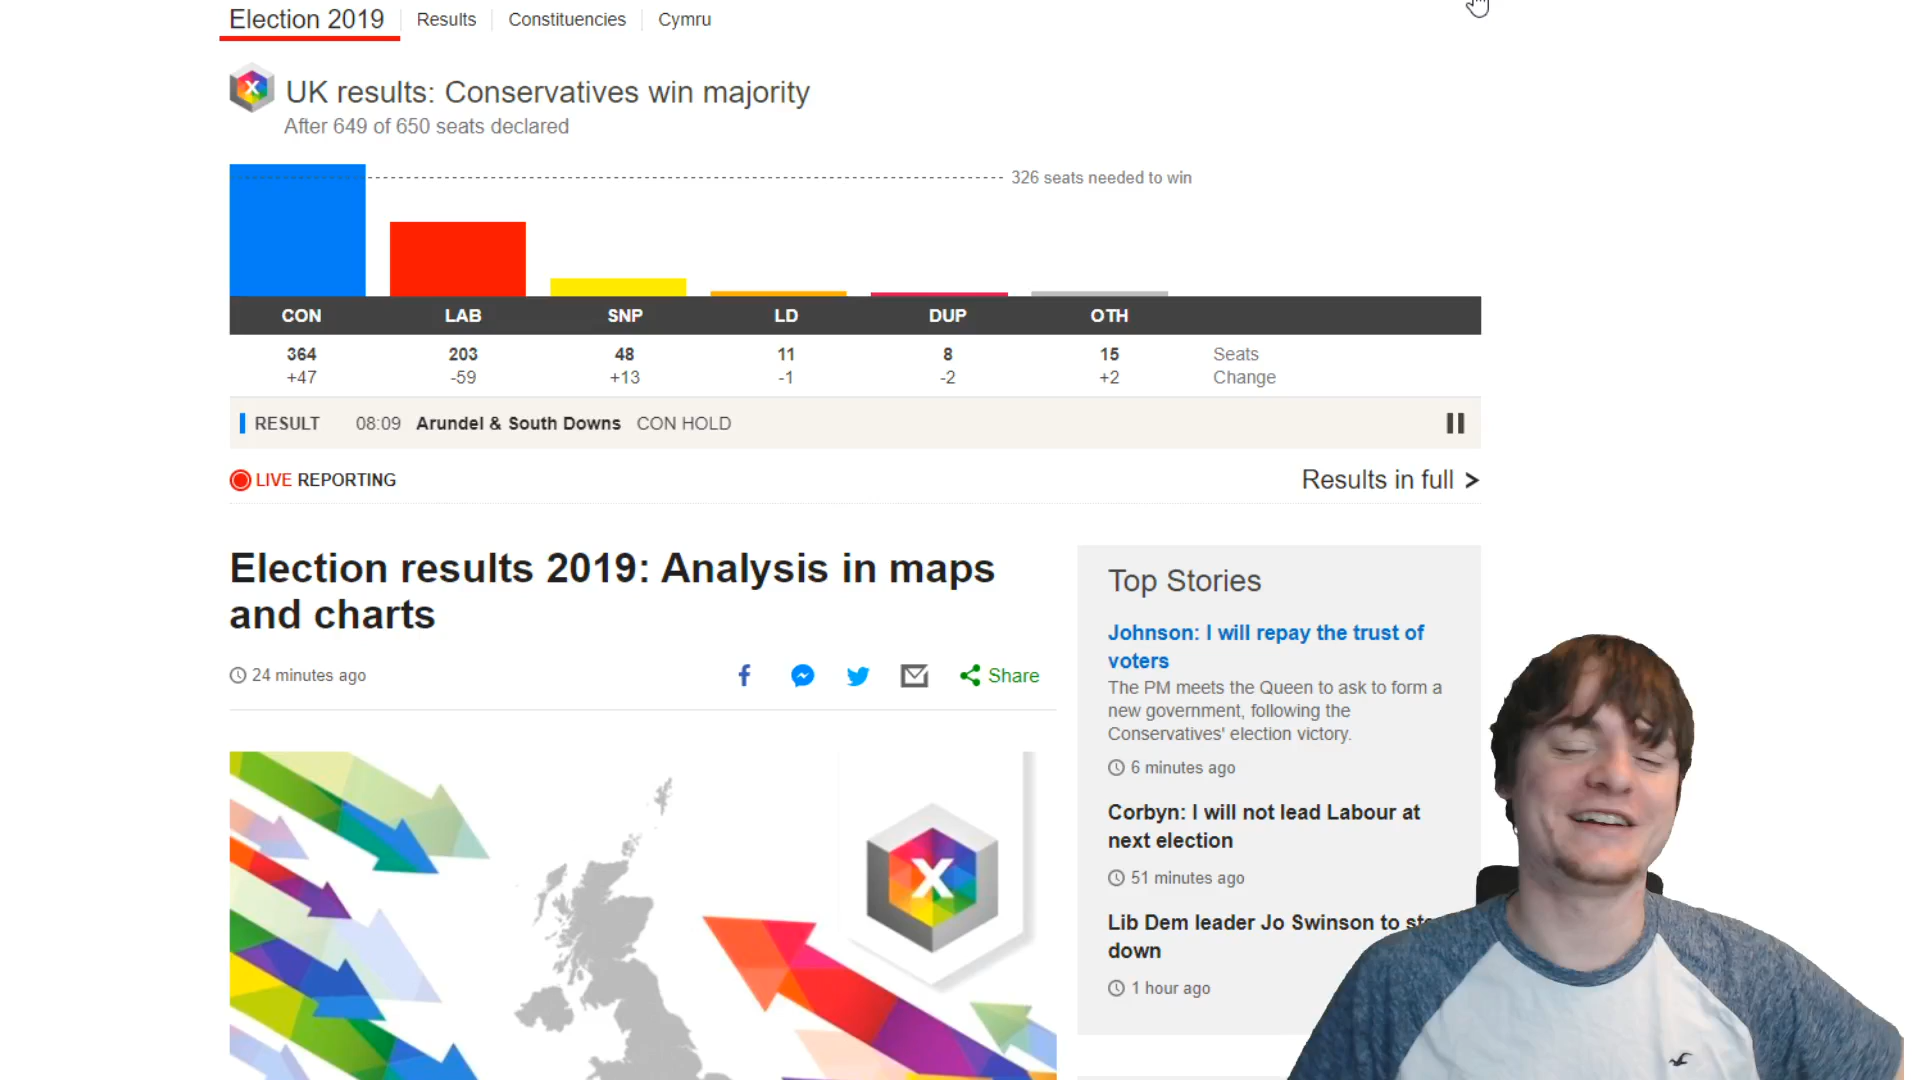 Election 2019 Results Constituencies Cymru
X
UK results: Conservatives win majority
After 649 of 650 seats declared
326 seats needed to win
CON LAB SNP LD DUP OTH
364 203 48 11 8 15 Seats
+47 -59 +13 -1 -2 +2 Change
RESULT 08:09 Arundel & South Downs CON HOLD
LIVE REPORTING
Results in full >
Election results 2019: Analysis in maps
and charts
24 minutes ago
f Share
X
Top Stories
Johnson: I will repay the trust of
voters
The PM meets the Queen to ask to form a
new government, following the
Conservatives' election victory.
6 minutes ago
Corbyn: I will not lead Labour at
next election
51 minutes ago
Lib Dem leader Jo Swinson to
down
1 hour ago